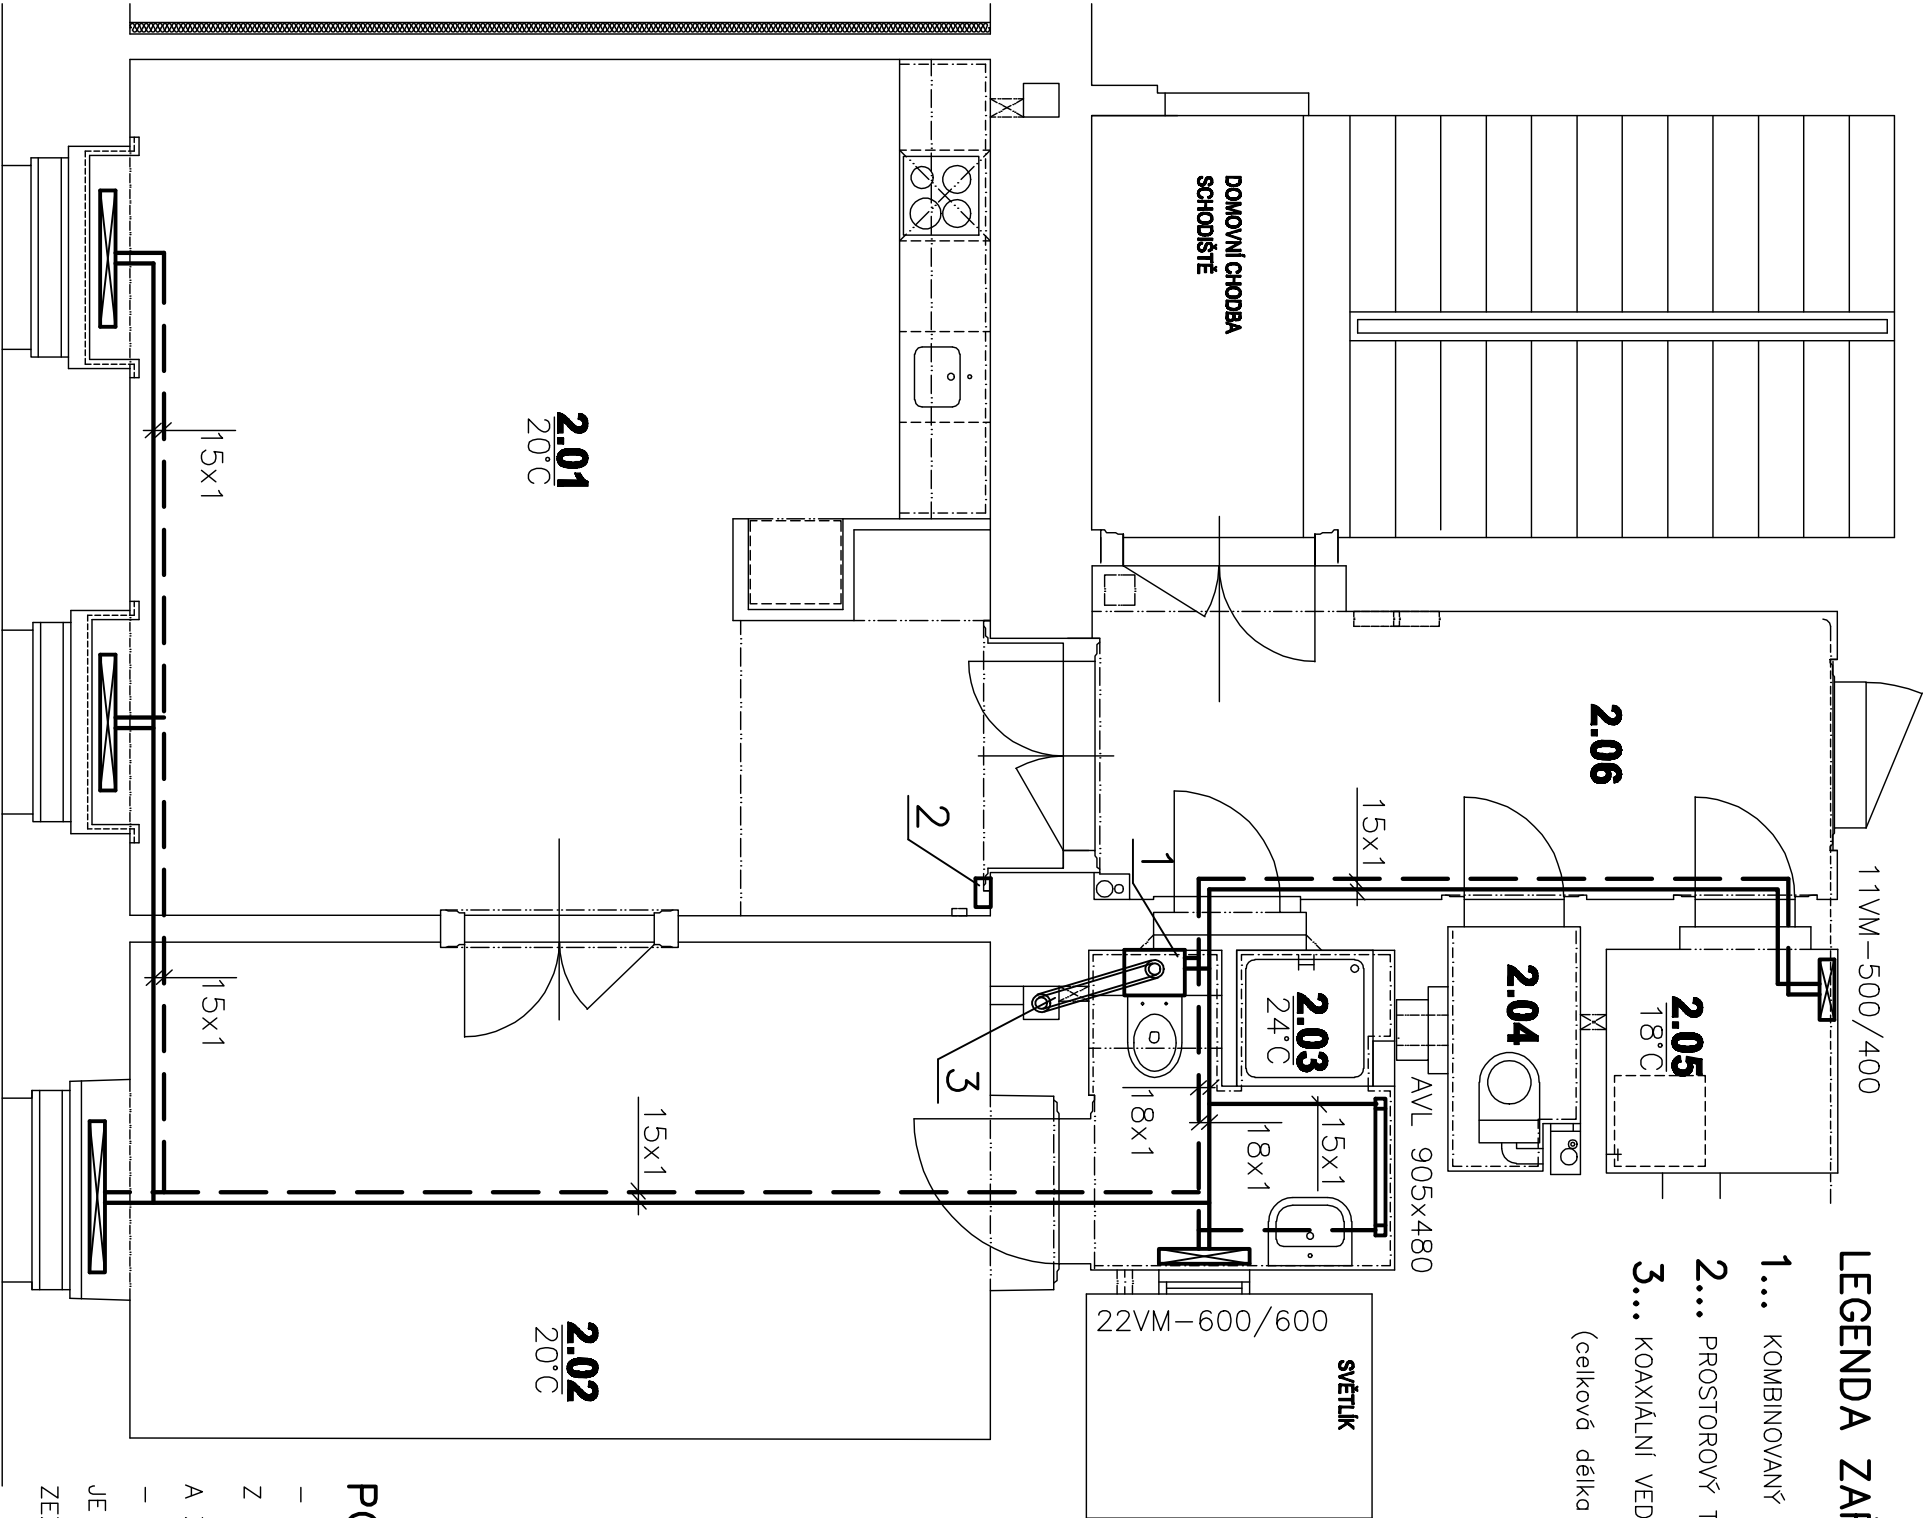 DOMOVNÍ CHODBA
SCHODIŠTĚ
2.01
20°C
15x1
2.06
15x1
11VM-500/400
2
1
15x1
2.03
24°C
2.04
2.05
18°C
3
15x1
18x1
18x1
15x1
AVL 905x480
22VM-600/600
SVĚTLÍK
2.02
20°C
LEGENDA
1... KOMBINOVANÝ
2... PROSTOROVÝ
3... KOAXIÁLNÍ
(celková délka
-
Z
A
-
JE